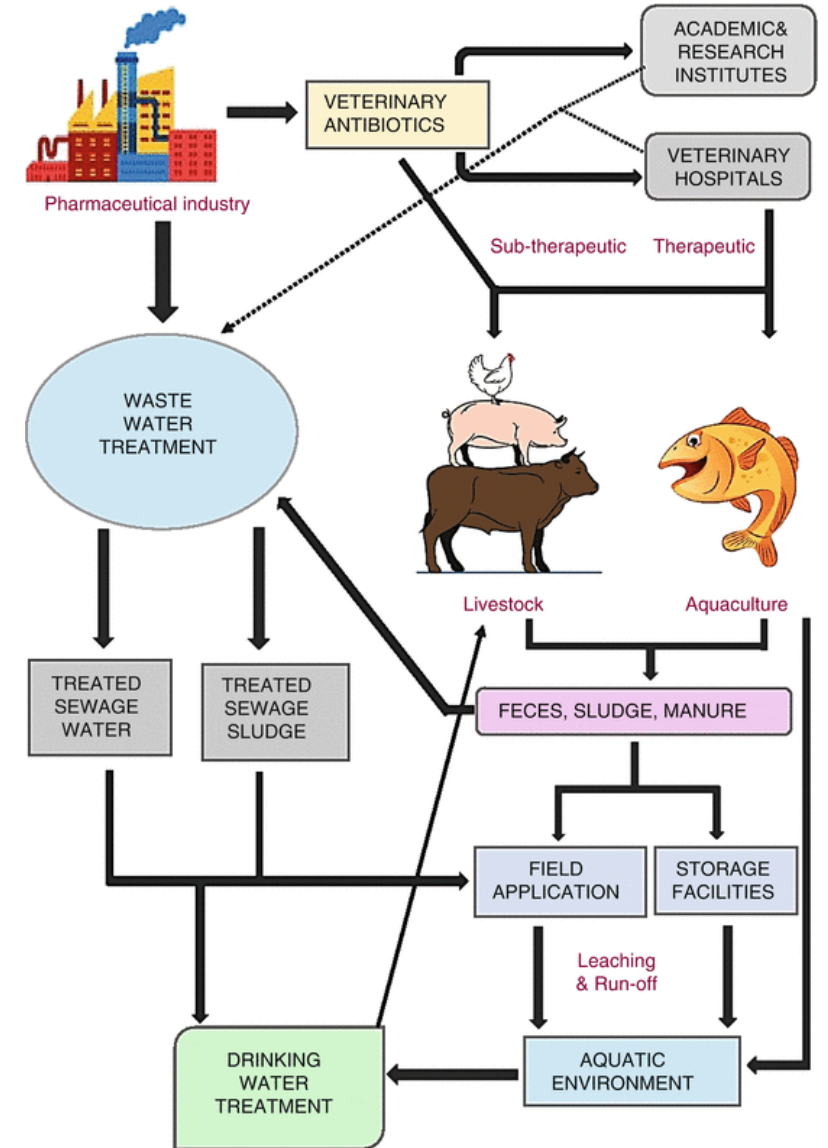 ACADEMIC&
RESEARCH
INSTITUTES
VETERINARY
ANTIBIOTICS
VETERINARY
HOSPITALS
Pharmaceutical industry
Sub-therapeutic
Therapeutic
WASTE
WATER
TREATMENT
Livestock
Aquaculture
TREATED
SEWAGE
WATER
TREATED
SEWAGE
SLUDGE
FECES, SLUDGE, MANURE
FIELD
APPLICATION
STORAGE
FACILITIES
Leaching
& Run-off
DRINKING
WATER
TREATMENT
AQUATIC
ENVIRONMENT